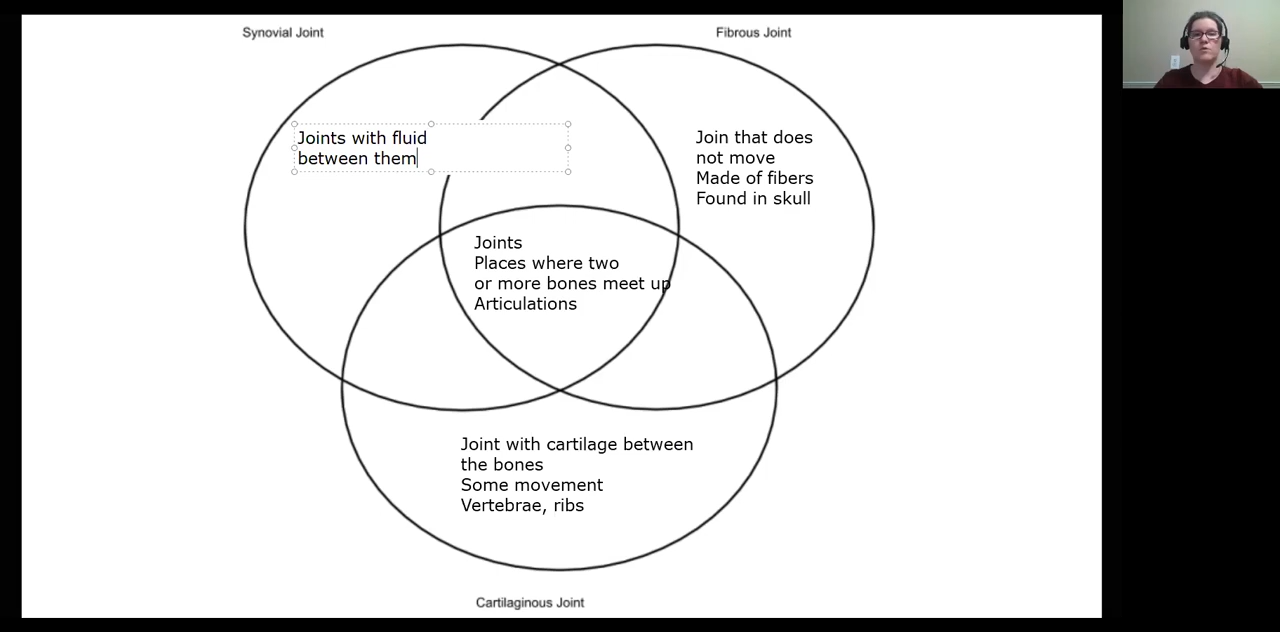 Synovial Joint
Fibrous Joint
Joints with fluid
between them
Join that does
not move
Made of fibers
Found in skull
Joints
Places where two
or more bones meet up
Articulations
Joint with cartilage between
the bones
Some movement
Vertebrae, ribs
Cartilaginous Joint